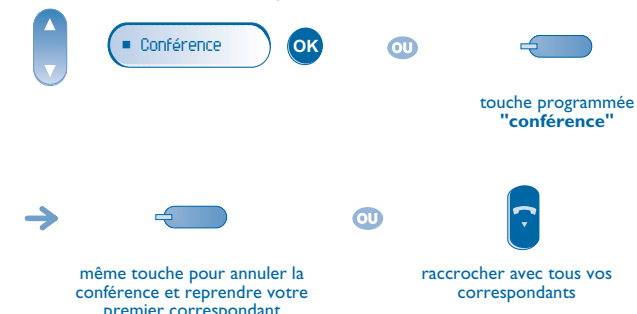 Conférence
OK
OU
touche programmée
"conférence"
OU
même touche pour annuler la
conférence et reprendre votre
premier correspondant
raccrocher avec tous vos
correspondants